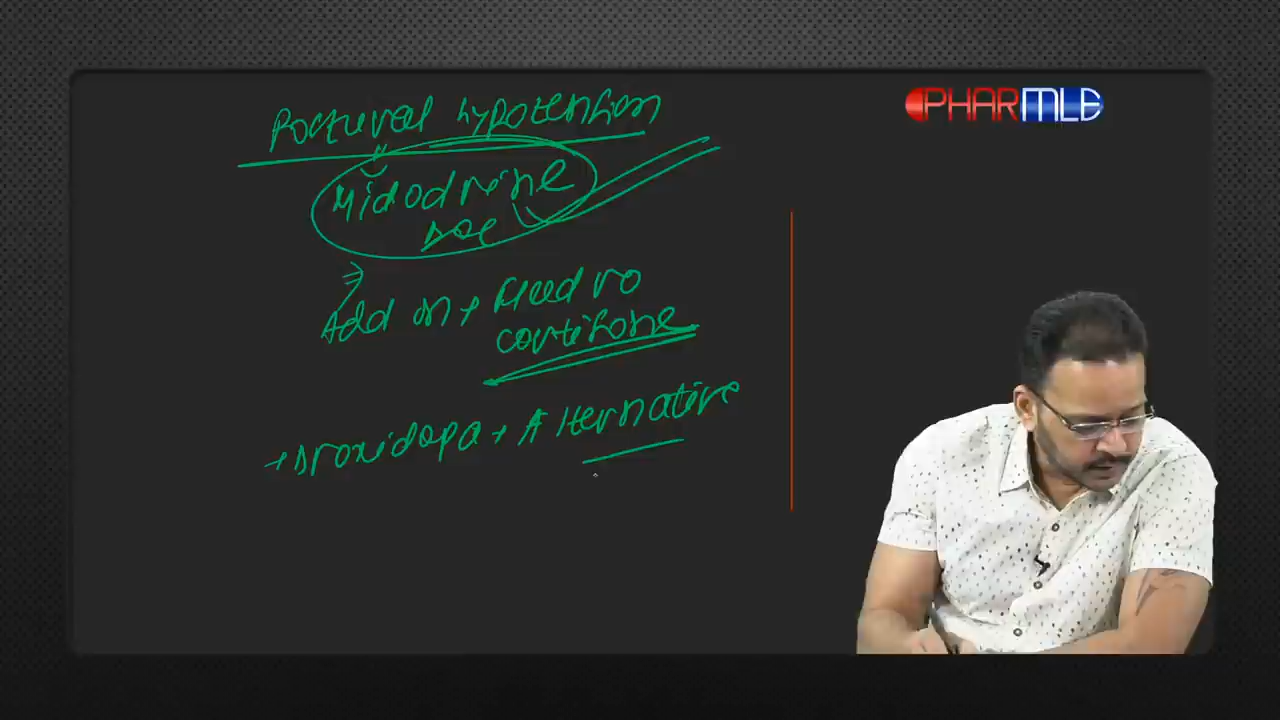 Postural hypotension
Midodrine
DOC
Add on + Fludro
cortisone
+ Droxidopa + Alternative
PHARMLE